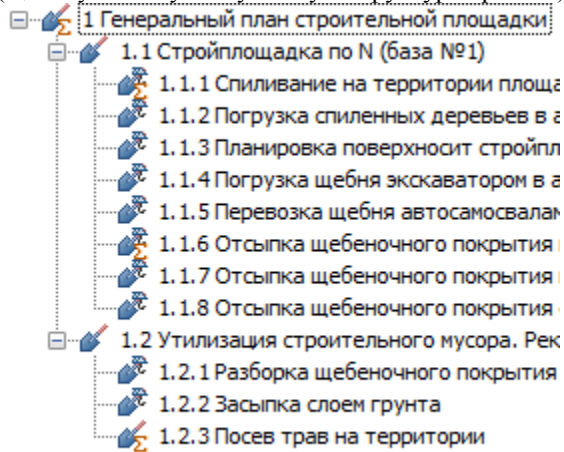 1 Генеральный план строительной площадки
1.1 Стройплощадка по N (база №1)
1.1.1 Спиливание на территории площа
1.1.2 Погрузка спиленных деревьев в а
1.1.3 Планировка поверхносит стройпл
1.1.4 Погрузка щебня экскаватором в а
1.1.5 Перевозка щебня автосамосвалам
1.1.6 Отсыпка щебеночного покрытия
1.1.7 Отсыпка щебеночного покрытия
1.1.8 Отсыпка щебеночного покрытия
1.2 Утилизация строительного мусора. Рек
1.2.1 Разборка щебеночного покрытия
1.2.2 Засыпка слоем грунта
1.2.3 Посев трав на территории